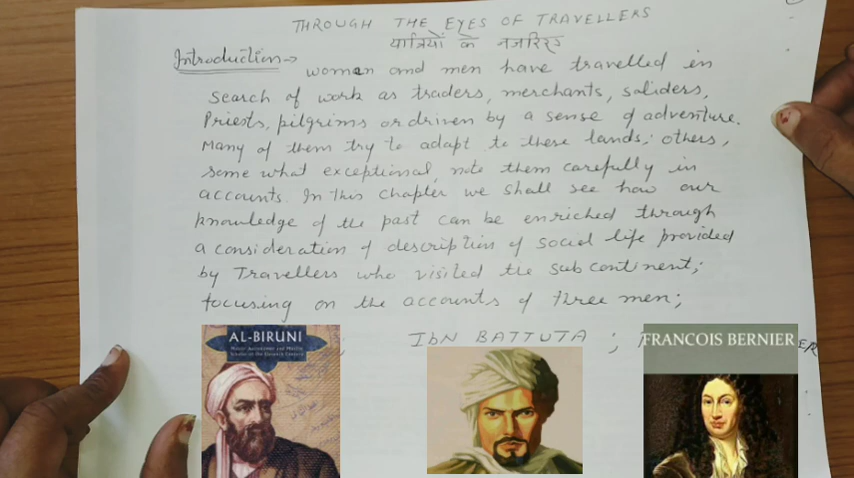 THROUGH THE EYES OF TRAVELLERS
यात्रियों के नजरिए
Introduction→
women and men have travelled in
search of work as traders, merchants, soliders,
Priests, pilgrims or driven by a sense of adventure.
Many of them try to adapt to these lands; others,
some what exceptional, note them carefully in
accounts. In this chapter we shall see how our
knowledge of the past can be enriched through
a consideration of description of social life provided
by Travellers who visited the subcontinent;
focusing on the accounts of three men;
; IbN BATTUTA ; ER
AL-BIRUNI
FRANCOIS BERNIER